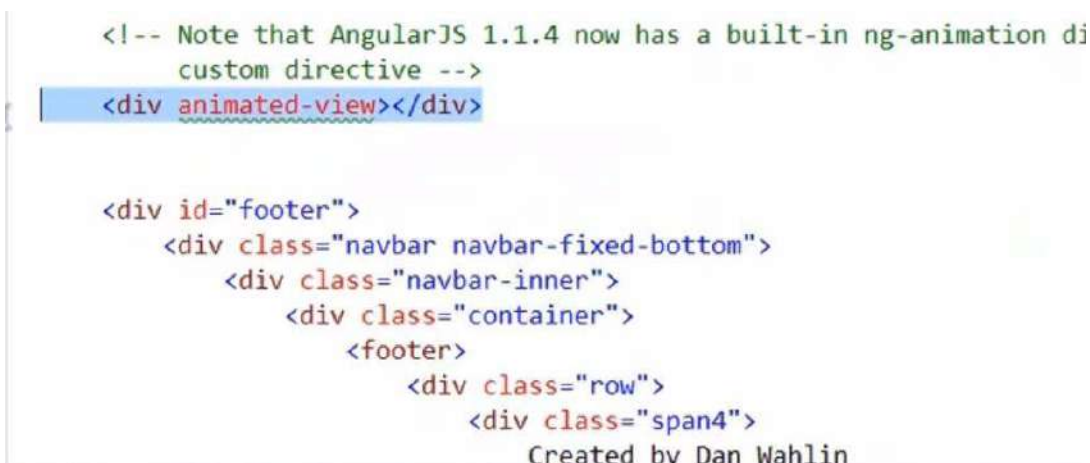 <!-- Note that AngularJS 1.1.4 now has a built-in ng-animation di
custom directive -->
<div animated-view></div>
<div id="footer">
<div class="navbar navbar-fixed-bottom">
<div class="navbar-inner">
<div class="container">
<footer>
<div class="row">
<div class="span4">
Created by Dan Wahlin